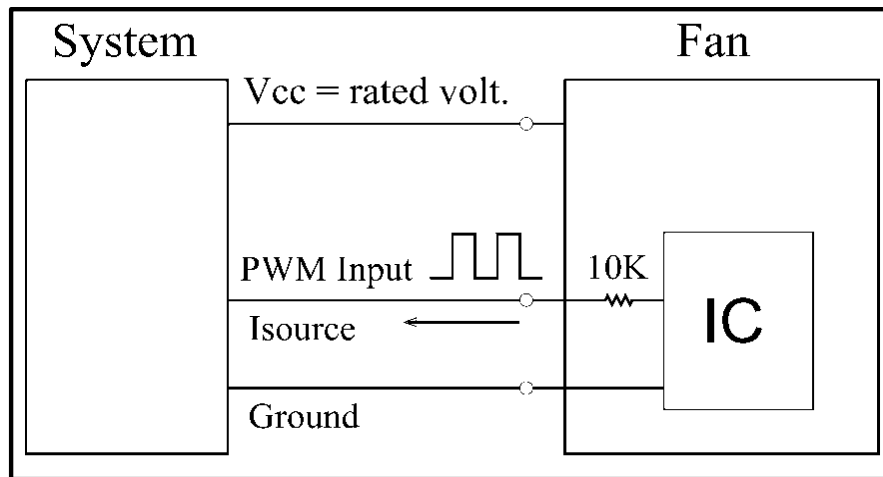 System
Fan
Vcc = rated volt.
PWM Input
10K
Isource
IC
Ground